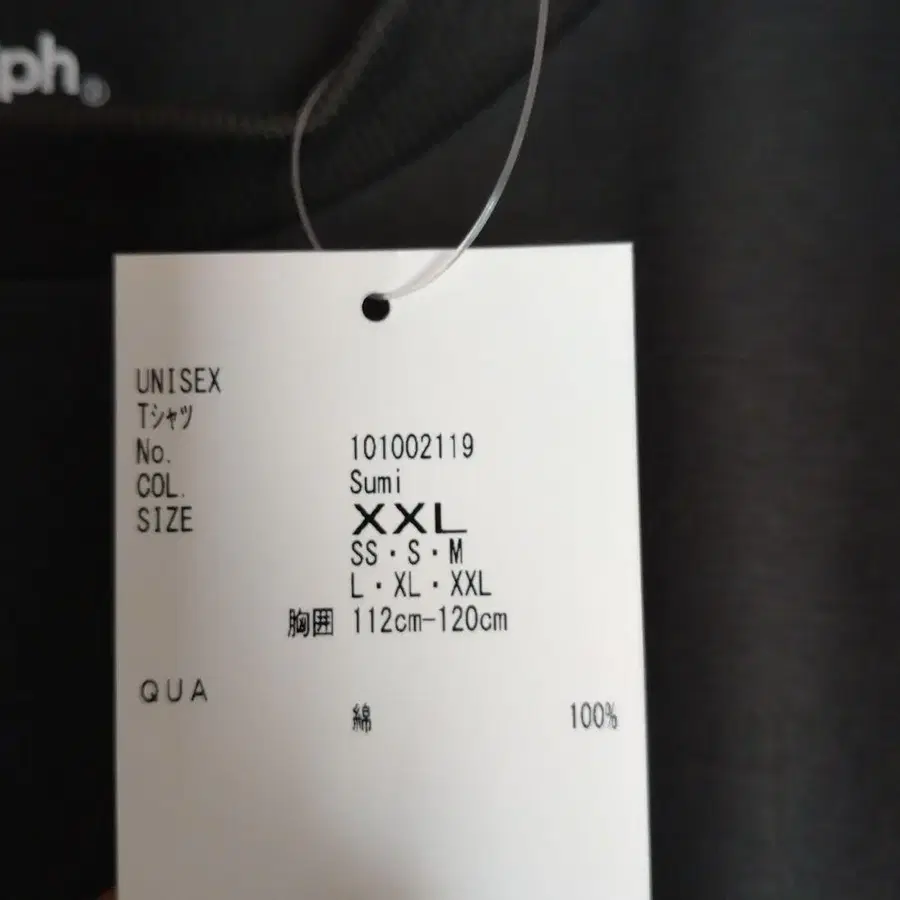 ph®
UNISEX
Tシャツ
No. 101002119
COL. Sumi
SIZE XXL
SS・S・M
L・XL・XXL
胸囲 112cm-120cm
QUA
綿 100%